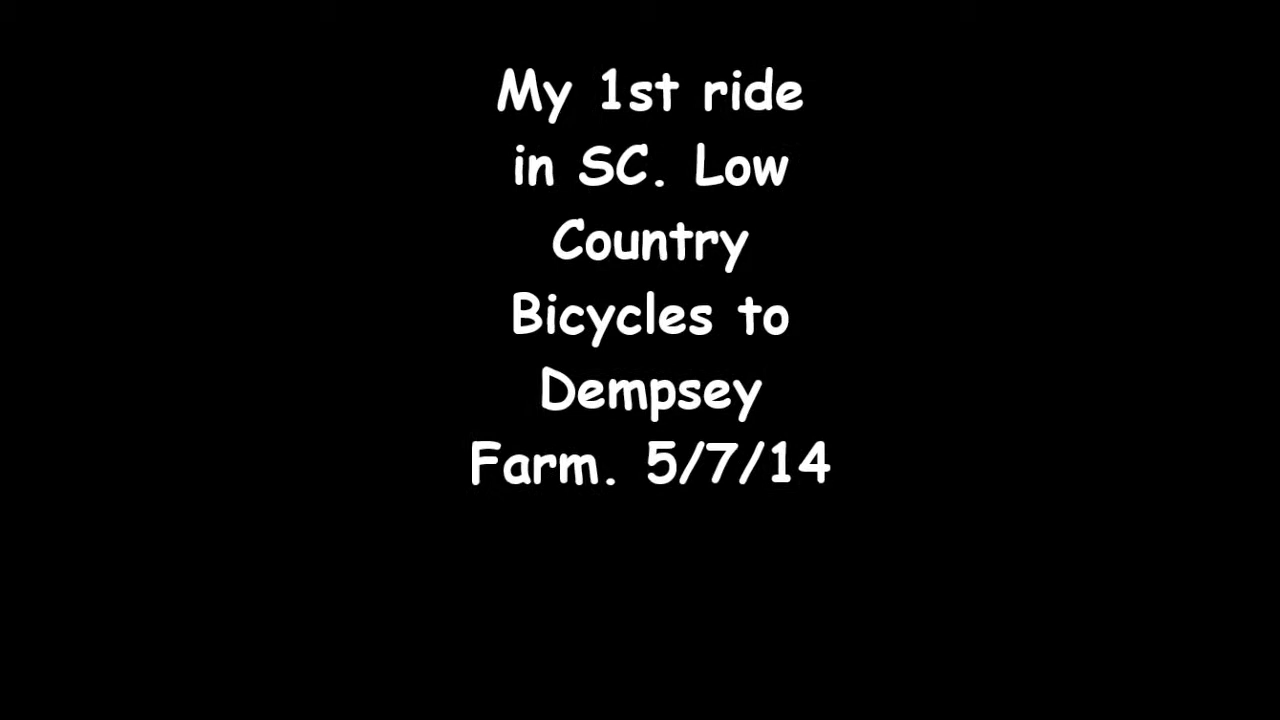 My 1st ride
in SC. Low
Country
Bicycles to
Dempsey
Farm. 5/7/14